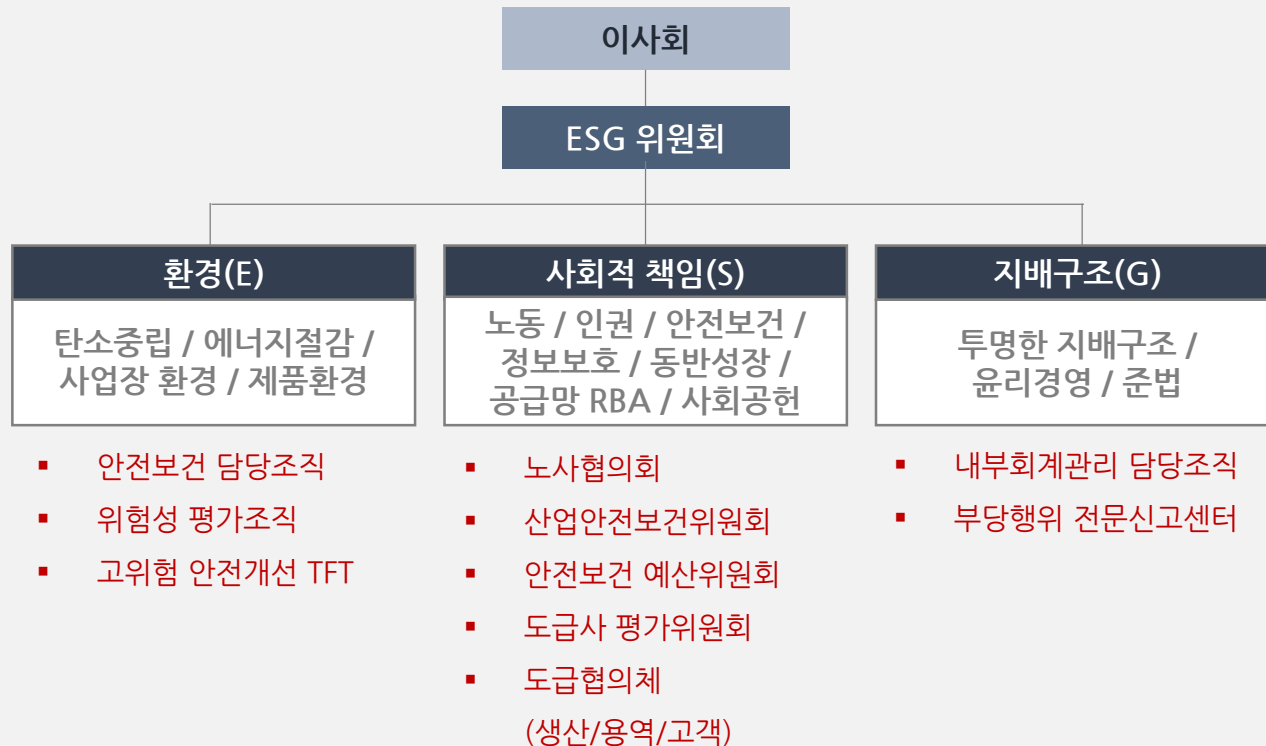 이사회
ESG 위원회
환경(E)
탄소중립 / 에너지절감 /
사업장 환경 / 제품환경
▪ 안전보건 담당조직
▪ 위험성 평가조직
▪ 고위험 안전개선 TFT
사회적 책임(S)
노동 / 인권 / 안전보건 /
정보보호 / 동반성장 /
공급망 RBA / 사회공헌
▪ 노사협의회
▪ 산업안전보건위원회
▪ 안전보건 예산위원회
▪ 도급사 평가위원회
▪ 도급협의체
(생산/용역/고객)
지배구조(G)
투명한 지배구조 /
윤리경영 / 준법
▪ 내부회계관리 담당조직
▪ 부당행위 전문신고센터